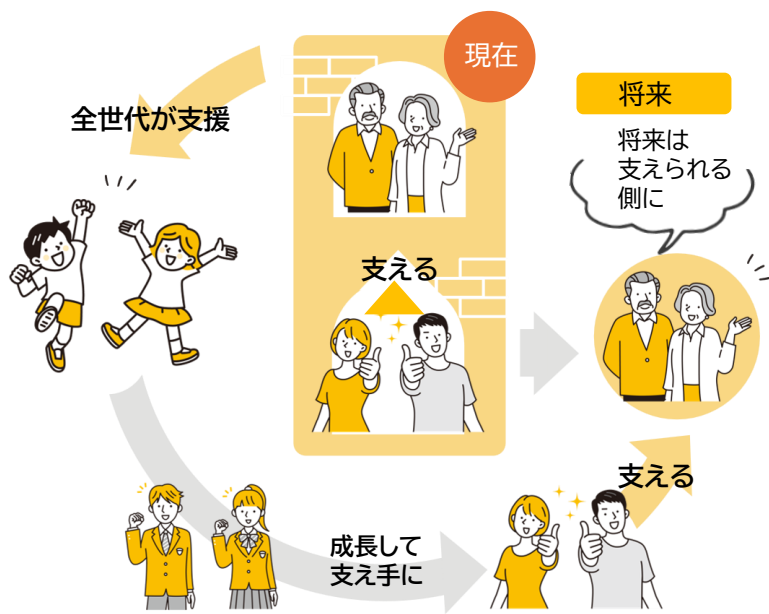 現在
全世代が支援
将来
将来は
支えられる
側に
支える
支える
成長して
支え手に